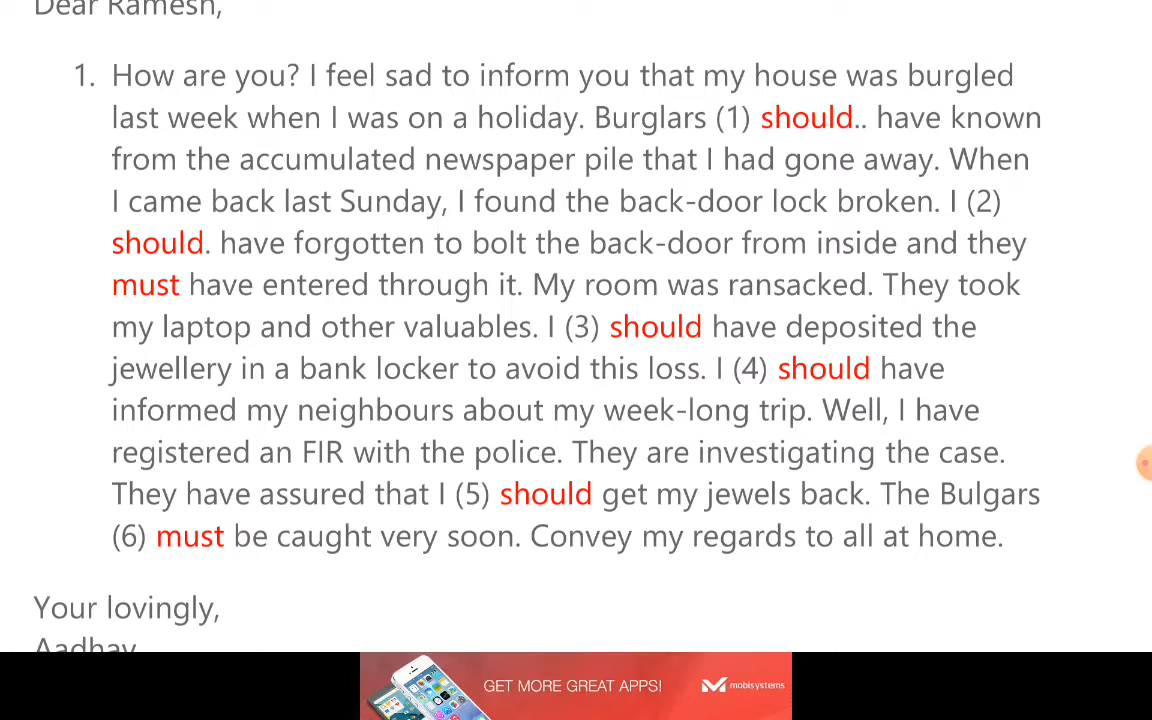 Dear Ramesh,
1. How are you? I feel sad to inform you that my house was burgled
last week when I was on a holiday. Burglars (1) should.. have known
from the accumulated newspaper pile that I had gone away. When
I came back last Sunday, I found the back-door lock broken. I (2)
should. have forgotten to bolt the back-door from inside and they
must have entered through it. My room was ransacked. They took
my laptop and other valuables. I (3) should have deposited the
jewellery in a bank locker to avoid this loss. I (4) should have
informed my neighbours about my week-long trip. Well, I have
registered an FIR with the police. They are investigating the case.
They have assured that I (5) should get my jewels back. The Bulgars
(6) must be caught very soon. Convey my regards to all at home.
Your lovingly,
Aadhav
GET MORE GREAT APPS! mobisystems